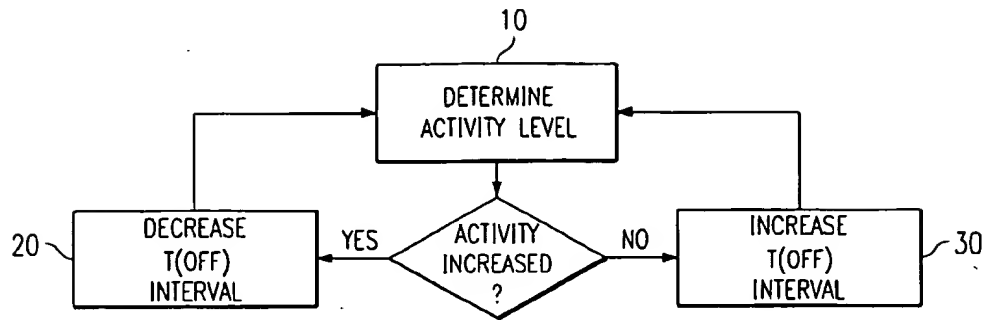 10
DETERMINE
ACTIVITY LEVEL
20
DECREASE
T(OFF)
INTERVAL
YES
ACTIVITY
INCREASED
?
NO
INCREASE
T(OFF)
INTERVAL
30